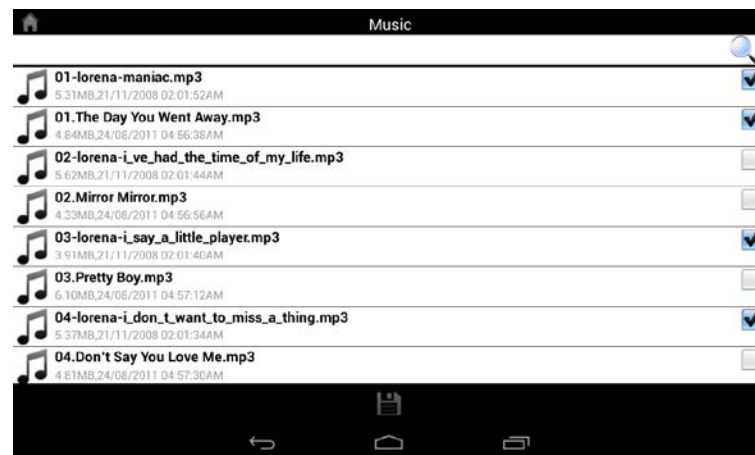 Music
01-lorena-maniac.mp3
5.31MB,21/11/2008 02:01:52AM
01.The Day You Went Away.mp3
4.84MB,24/08/2011 04:56:38AM
02-lorena-i_ve_had_the_time_of_my_life.mp3
5.62MB,21/11/2008 02:01:44AM
02.Mirror Mirror.mp3
4.33MB,24/08/2011 04:56:56AM
03-lorena-i_say_a_little_player.mp3
3.91MB,21/11/2008 02:01:40AM
03.Pretty Boy.mp3
6.10MB,24/08/2011 04:57:12AM
04-lorena-i_don_t_want_to_miss_a_thing.mp3
5.37MB,21/11/2008 02:01:34AM
04.Don't Say You Love Me.mp3
4.81MB,24/08/2011 04:57:30AM